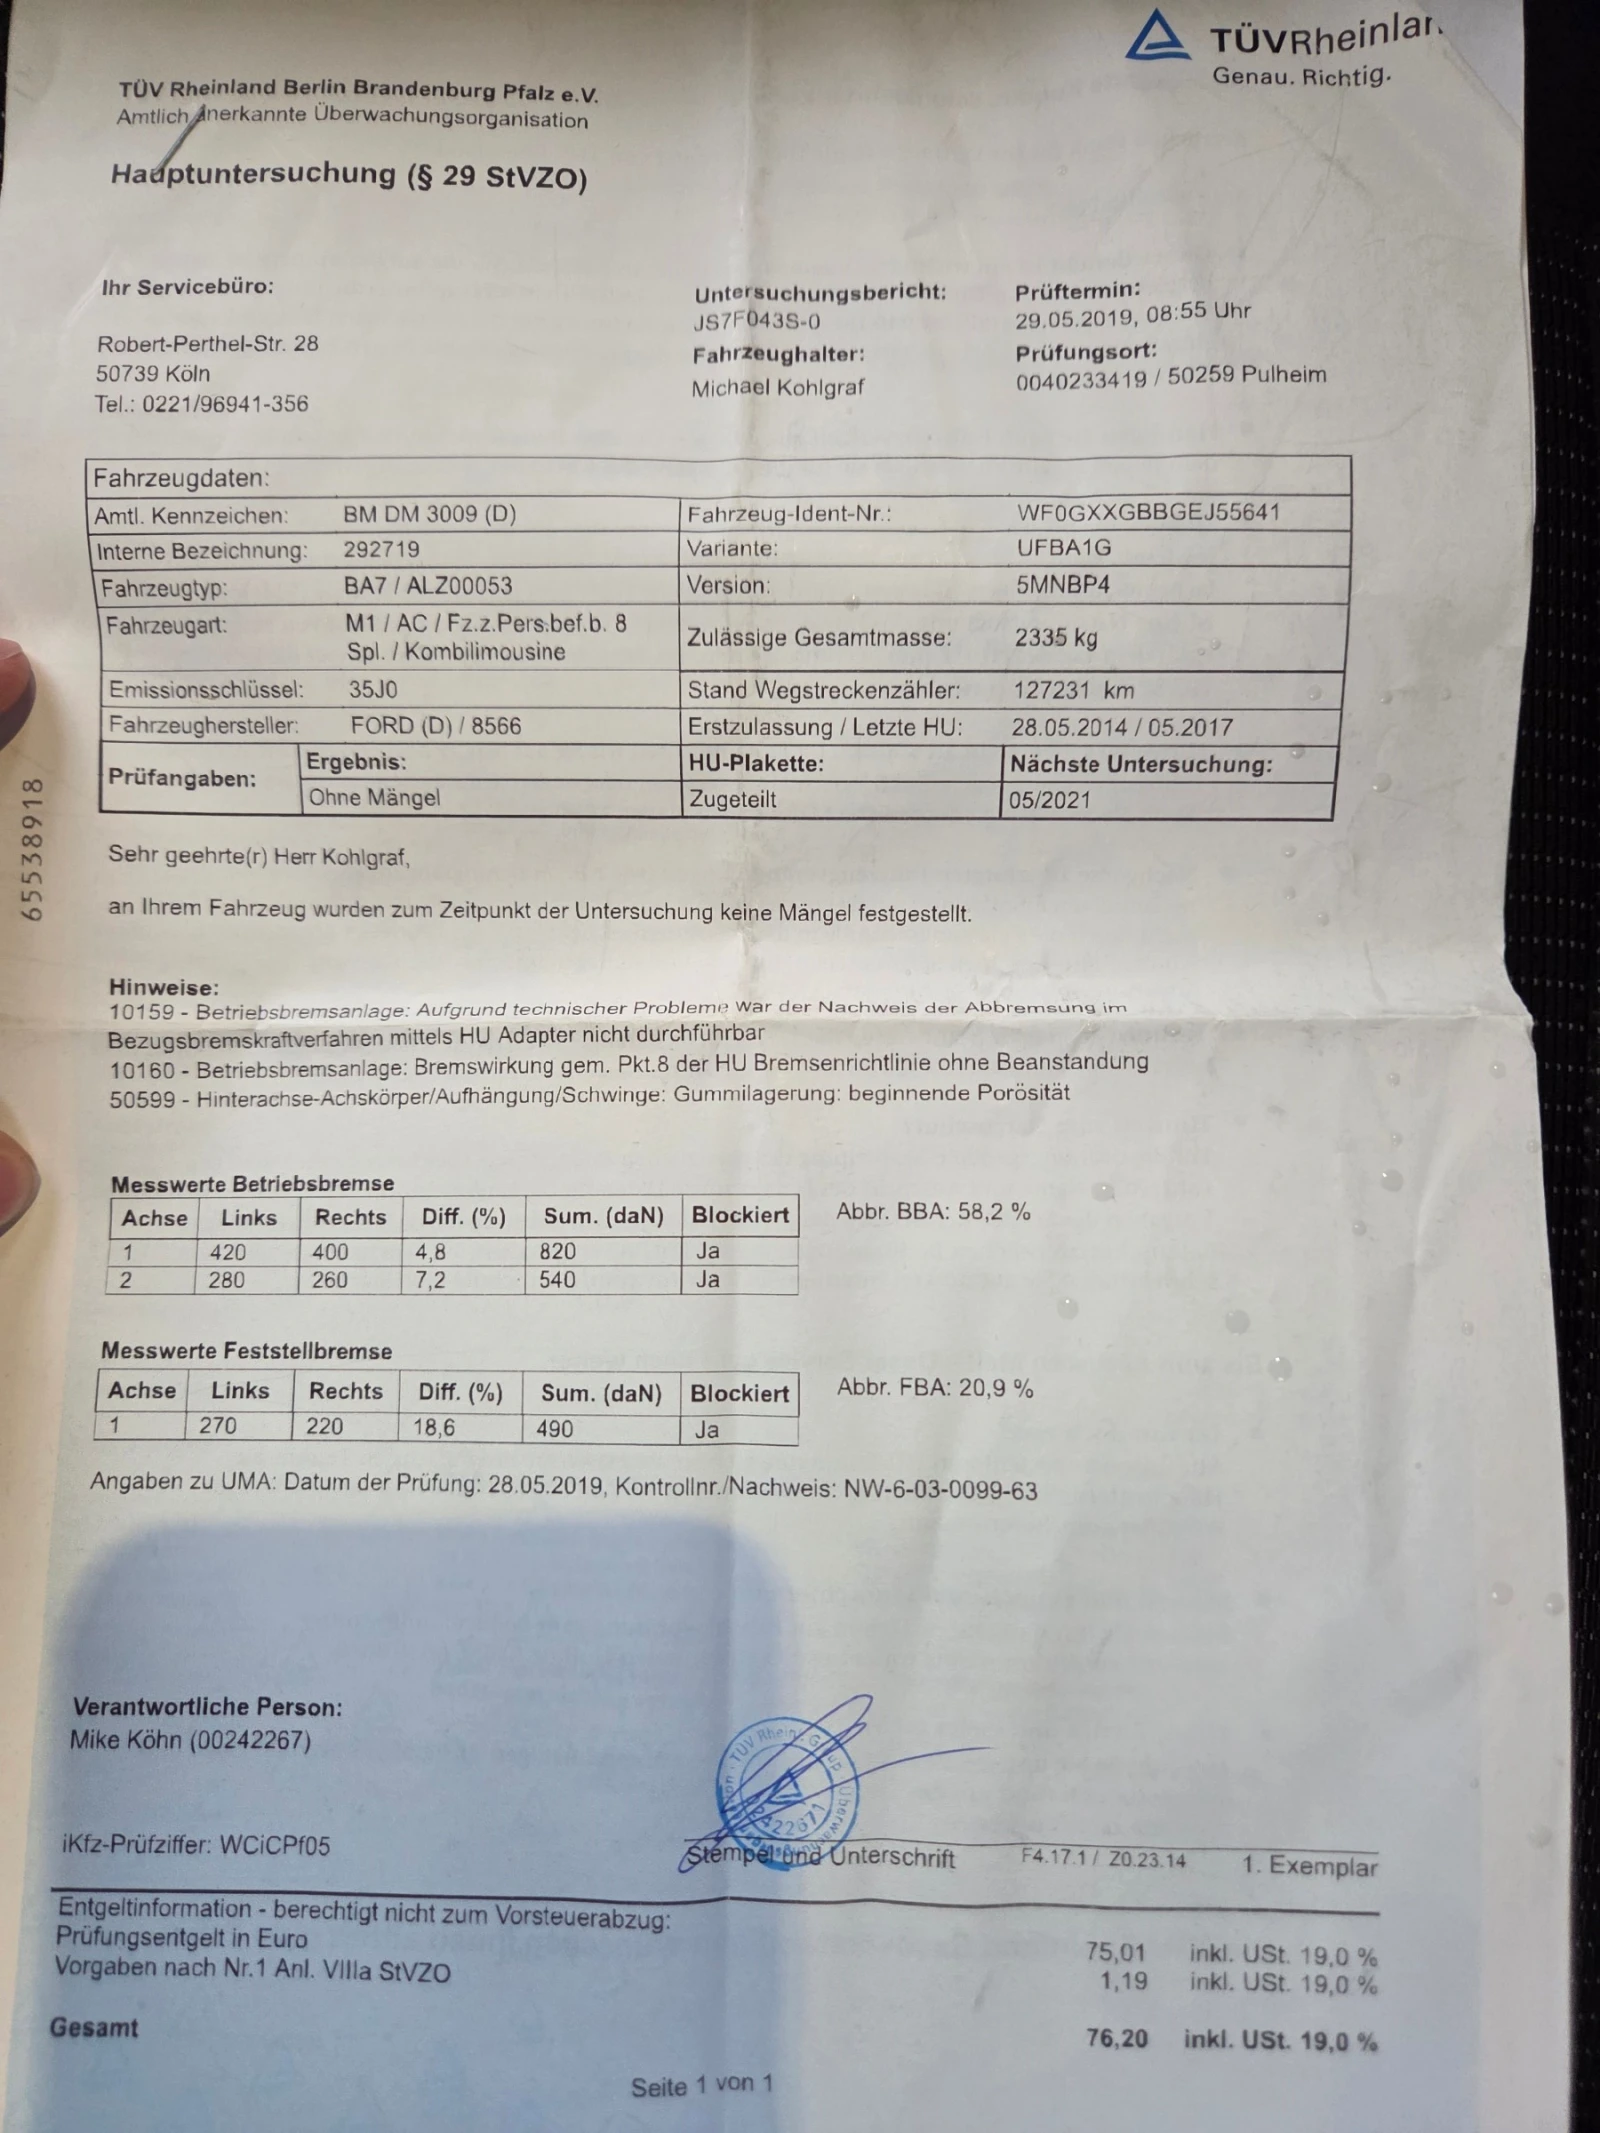 TÜVRheinlan
Genau. Richtig.
TÜV Rheinland Berlin Brandenburg Pfalz e.V.
Amtlich Anerkannte Überwachungsorganisation
Hauptuntersuchung (§ 29 StVZO)
Ihr Servicebüro:
Robert-Perthel-Str. 28
50739 Köln
Tel.: 0221/96941-356
Untersuchungsbericht:
JS7F043S-0
Fahrzeughalter:
Michael Kohlgraf
Prüftermin:
29.05.2019, 08:55 Uhr
Prüfungsort:
0040233419 / 50259 Pulheim
Fahrzeugdaten:
Amtl. Kennzeichen: BM DM 3009 (D) Fahrzeug-Ident-Nr.: WF0GXXGBBGEJ55641
Interne Bezeichnung: 292719 Variante: UFBA1G
Fahrzeugtyp: BA7 / ALZ00053 Version: 5MNBP4
Fahrzeugart: M1 / AC / Fz.z.Pers.bef.b. 8 Zulässige Gesamtmasse: 2335 kg
Spl. / Kombilimousine
Emissionsschlüssel: 35J0 Stand Wegstreckenzähler: 127231 km
Fahrzeughersteller: FORD (D) / 8566 Erstzulassung / Letzte HU: 28.05.2014 / 05.2017
Prüfangaben: Ergebnis: HU-Plakette: Nächste Untersuchung:
Ohne Mängel Zugeteilt 05/2021
65538918
Sehr geehrte(r) Herr Kohlgraf,
an Ihrem Fahrzeug wurden zum Zeitpunkt der Untersuchung keine Mängel festgestellt.
Hinweise:
10159 - Betriebsbremsanlage: Aufgrund technischer Probleme War der Nachweis der Abbremsung im
Bezugsbremskraftverfahren mittels HU Adapter nicht durchführbar
10160 - Betriebsbremsanlage: Bremswirkung gem. Pkt.8 der HU Bremsenrichtlinie ohne Beanstandung
50599 - Hinterachse-Achskörper/Aufhängung/Schwinge: Gummilagerung: beginnende Porösität
Messwerte Betriebsbremse
Achse Links Rechts Diff. (%) Sum. (daN) Blockiert Abbr. BBA: 58,2 %
1 420 400 4,8 820 Ja
2 280 260 7,2 540 Ja
Messwerte Feststellbremse
Achse Links Rechts Diff. (%) Sum. (daN) Blockiert Abbr. FBA: 20,9 %
1 270 220 18,6 490 Ja
Angaben zu UMA: Datum der Prüfung: 28.05.2019, Kontrollnr./Nachweis: NW-6-03-0099-63
Verantwortliche Person:
Mike Köhn (00242267)
iKfz-Prüfziffer: WCiCPf05
Stempel und Unterschrift F4.17.1 / Z0.23.14 1. Exemplar
Entgeltinformation - berechtigt nicht zum Vorsteuerabzug:
Prüfungsentgelt in Euro 75,01 inkl. USt. 19,0 %
Vorgaben nach Nr.1 Anl. VIIIa StVZO 1,19 inkl. USt. 19,0 %
Gesamt 76,20 inkl. USt. 19,0 %
Seite 1 von 1